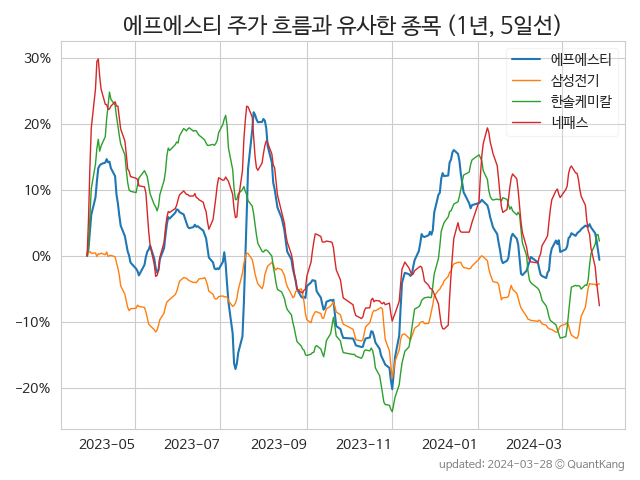 에프에스티 주가 흐름과 유사한 종목 (1년, 5일선)
에프에스티
삼성전기
한솔케미칼
네패스
30%
20%
10%
0%
−10%
−20%
2023-05
2023-07
2023-09
2023-11
2024-01
2024-03
updated: 2024-03-28 © QuantKang